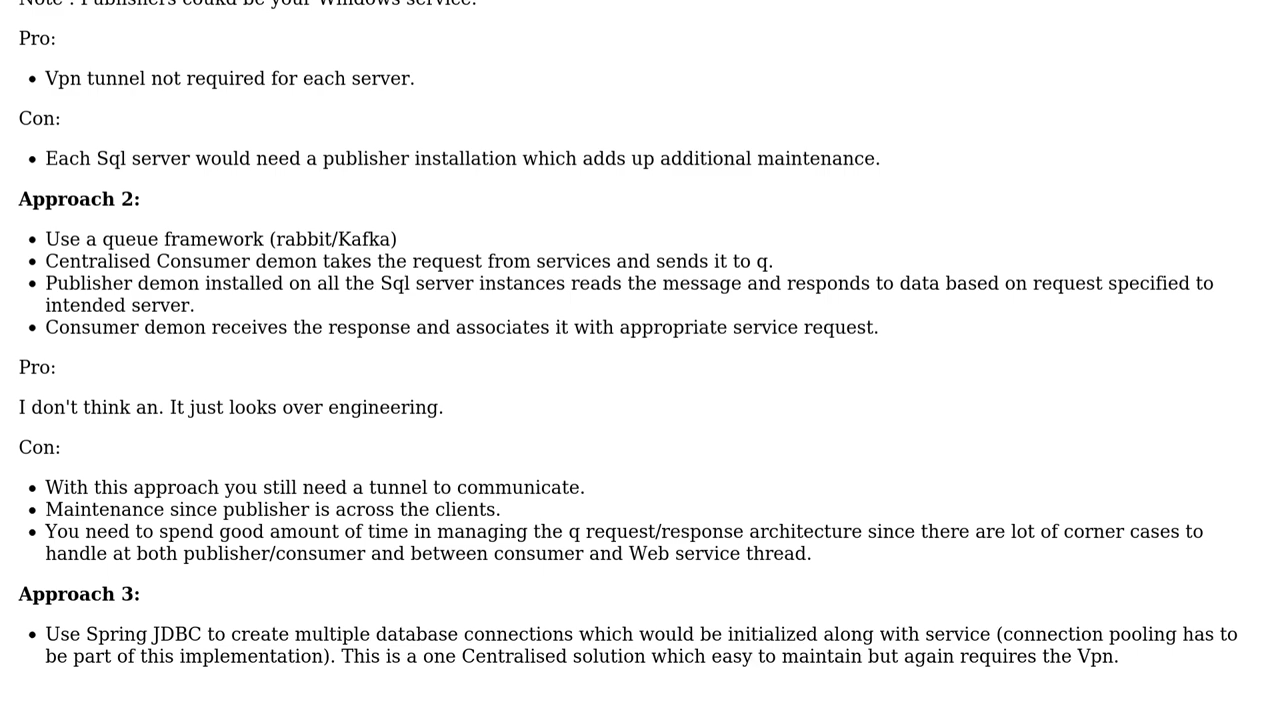 Note : Publishers could be your Windows service.
Pro:
• Vpn tunnel not required for each server.
Con:
• Each Sql server would need a publisher installation which adds up additional maintenance.
Approach 2:
• Use a queue framework (rabbit/Kafka)
• Centralised Consumer demon takes the request from services and sends it to q.
• Publisher demon installed on all the Sql server instances reads the message and responds to data based on request specified to
intended server.
• Consumer demon receives the response and associates it with appropriate service request.
Pro:
I don't think an. It just looks over engineering.
Con:
• With this approach you still need a tunnel to communicate.
• Maintenance since publisher is across the clients.
• You need to spend good amount of time in managing the q request/response architecture since there are lot of corner cases to
handle at both publisher/consumer and between consumer and Web service thread.
Approach 3:
• Use Spring JDBC to create multiple database connections which would be initialized along with service (connection pooling has to
be part of this implementation). This is a one Centralised solution which easy to maintain but again requires the Vpn.